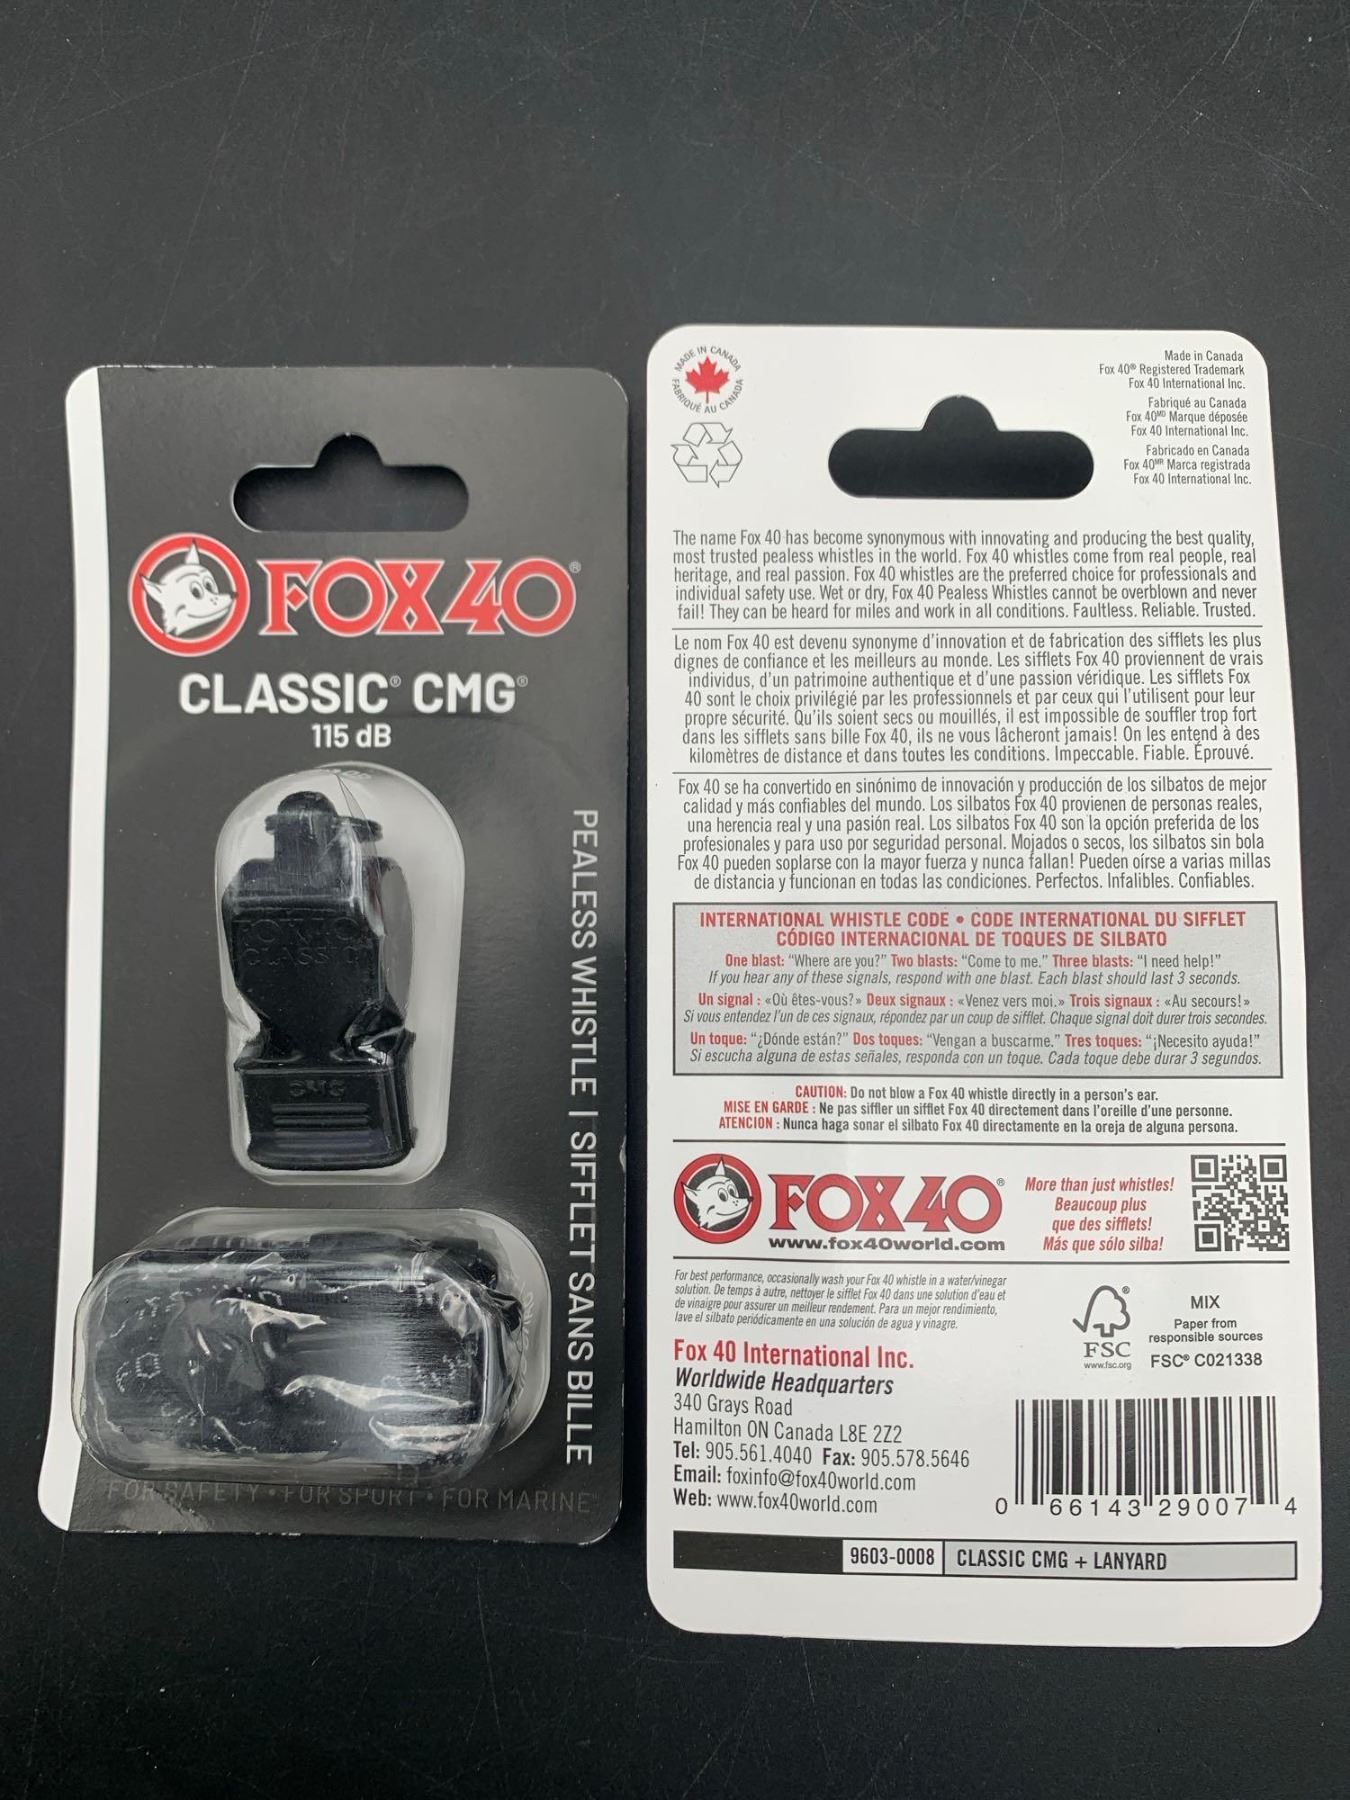 FOX 40®
CLASSIC® CMG®
115 dB
FOX 40
CLASSIC
CMG
PEALESS WHISTLE | SIFFLET SANS BILLE
FOR SAFETY • FOR SPORT • FOR MARINE
MADE IN CANADA
FABRIQUÉ AU CANADA
Made in Canada
Fox 40® Registered Trademark
Fox 40 International Inc.
Fabriqué au Canada
Fox 40ᴹᴰ Marque déposée
Fox 40 International Inc.
Fabricado en Canada
Fox 40ᴹᴿ Marca registrada
Fox 40 International Inc.
The name Fox 40 has become synonymous with innovating and producing the best quality,
most trusted pealess whistles in the world. Fox 40 whistles come from real people, real
heritage, and real passion. Fox 40 whistles are the preferred choice for professionals and
individual safety use. Wet or dry, Fox 40 Pealess Whistles cannot be overblown and never
fail! They can be heard for miles and work in all conditions. Faultless. Reliable. Trusted.
Le nom Fox 40 est devenu synonyme d'innovation et de fabrication des sifflets les plus
dignes de confiance et les meilleurs au monde. Les sifflets Fox 40 proviennent de vrais
individus, d'un patrimoine authentique et d'une passion véridique. Les sifflets Fox
40 sont le choix privilégié par les professionnels et par ceux qui l'utilisent pour leur
propre sécurité. Qu'ils soient secs ou mouillés, il est impossible de souffler trop fort
dans les sifflets sans bille Fox 40, ils ne vous lâcheront jamais! On les entend à des
kilomètres de distance et dans toutes les conditions. Impeccable. Fiable. Éprouvé.
Fox 40 se ha convertido en sinónimo de innovación y producción de los silbatos de mejor
calidad y más confiables del mundo. Los silbatos Fox 40 provienen de personas reales,
una herencia real y una pasión real. Los silbatos Fox 40 son la opción preferida de los
profesionales y para uso por seguridad personal. Mojados o secos, los silbatos sin bola
Fox 40 pueden soplarse con la mayor fuerza y nunca fallan! Pueden oírse a varias millas
de distancia y funcionan en todas las condiciones. Perfectos. Infalibles. Confiables.
INTERNATIONAL WHISTLE CODE • CODE INTERNATIONAL DU SIFFLET
CÓDIGO INTERNACIONAL DE TOQUES DE SILBATO
One blast: "Where are you?" Two blasts: "Come to me." Three blasts: "I need help!"
If you hear any of these signals, respond with one blast. Each blast should last 3 seconds.
Un signal : «Où êtes-vous?» Deux signaux : «Venez vers moi.» Trois signaux : «Au secours!»
Si vous entendez l'un de ces signaux, répondez par un coup de sifflet. Chaque signal doit durer trois secondes.
Un toque: "¿Dónde están?" Dos toques: "Vengan a buscarme." Tres toques: "¡Necesito ayuda!"
Si escucha alguna de estas señales, responda con un toque. Cada toque debe durar 3 segundos.
CAUTION: Do not blow a Fox 40 whistle directly in a person's ear.
MISE EN GARDE : Ne pas siffler un sifflet Fox 40 directement dans l'oreille d'une personne.
ATENCION : Nunca haga sonar el silbato Fox 40 directamente en la oreja de alguna persona.
FOX 40®
www.fox40world.com
More than just whistles!
Beaucoup plus
que des sifflets!
Más que sólo silba!
For best performance, occasionally wash your Fox 40 whistle in a water/vinegar
solution. De temps à autre, nettoyer le sifflet Fox 40 dans une solution d'eau et
de vinaigre pour assurer un meilleur rendement. Para un mejor rendimiento,
lave el silbato periódicamente en una solución de agua y vinagre.
FSC
www.fsc.org
MIX
Paper from
responsible sources
FSC® C021338
Fox 40 International Inc.
Worldwide Headquarters
340 Grays Road
Hamilton ON Canada L8E 2Z2
Tel: 905.561.4040 Fax: 905.578.5646
Email: foxinfo@fox40world.com
Web: www.fox40world.com
0 66143 29007 4
9603-0008 CLASSIC CMG + LANYARD